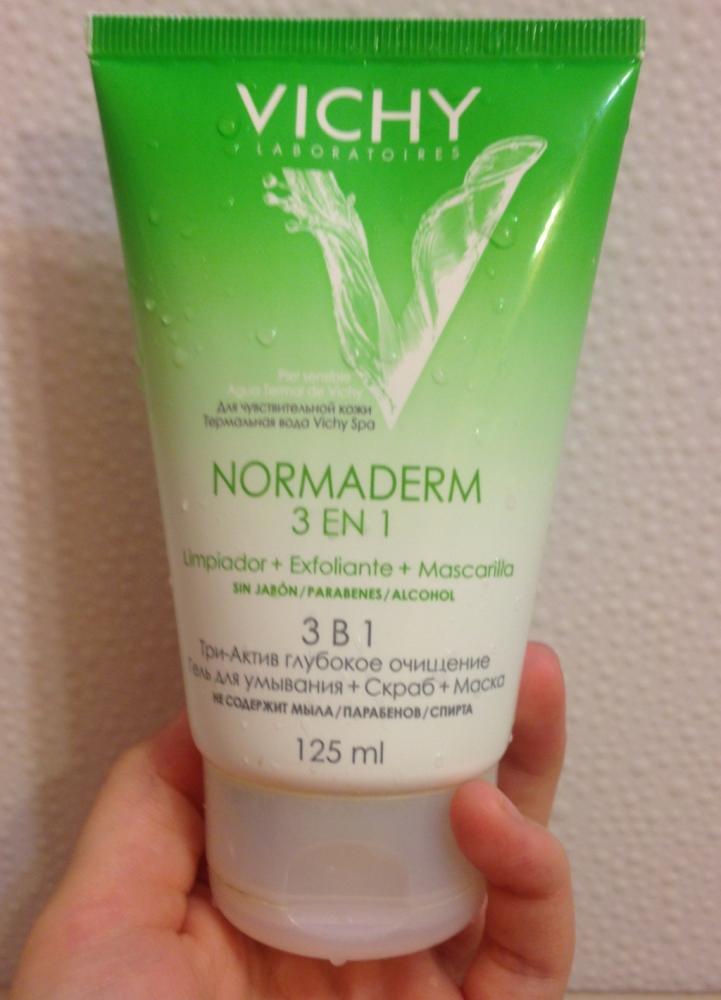 VICHY
LABORATOIRES
Piel sensible
Agua Termal de Vichy
Для чувствительной кожи
Термальная вода Vichy Spa
NORMADERM
3 EN 1
Limpiador + Exfoliante + Mascarilla
SIN JABÓN/PARABENES/ALCOHOL
3 В 1
Три-Актив глубокое очищение
Гель для умывания + Скраб + Маска
НЕ СОДЕРЖИТ МЫЛА/ПАРАБЕНОВ/СПИРТА
125 ml